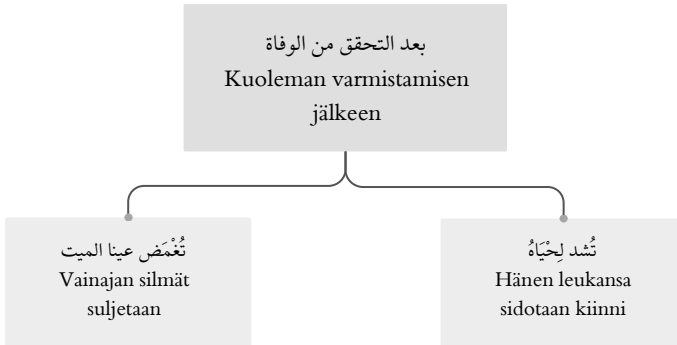 بعد التحقق من الوفاة
Kuoleman varmistamisen
jälkeen
تُغْمَض عينا الميت
Vainajan silmät
suljetaan
تُشد لِحْيَاهُ
Hänen leukansa
sidotaan kiinni